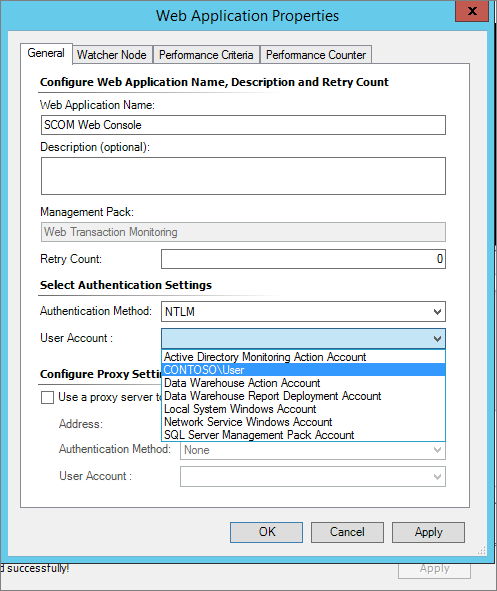 Web Application Properties
x
General Watcher Node Performance Criteria Performance Counter
Configure Web Application Name, Description and Retry Count
Web Application Name:
SCOM Web Console
Description (optional):
Management Pack:
Web Transaction Monitoring
Retry Count: 0
Select Authentication Settings
Authentication Method: NTLM
User Account :
Active Directory Monitoring Action Account
CONTOSO\User
Data Warehouse Action Account
Data Warehouse Report Deployment Account
Local System Windows Account
Network Service Windows Account
SQL Server Management Pack Account
Configure Proxy Setti
Use a proxy server to
Address:
Authentication Method: None
User Account :
OK Cancel Apply
d successfully! Apply